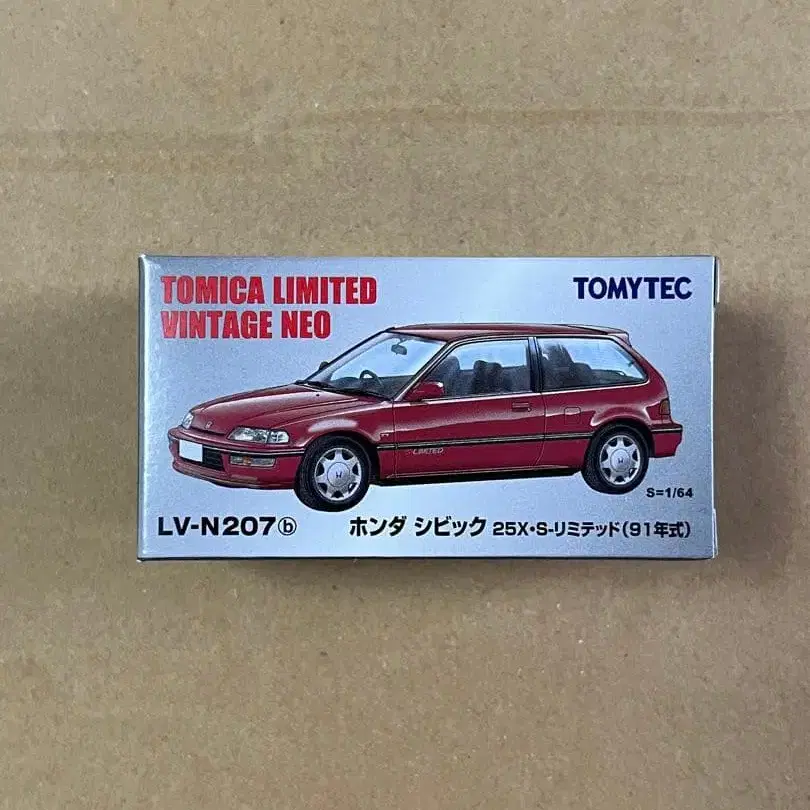 TOMICA LIMITED
VINTAGE NEO
TOMYTEC
S-LIMITED
S=1/64
LV-N207ⓑ ホンダ シビック 25X・S-リミテッド(91年式)